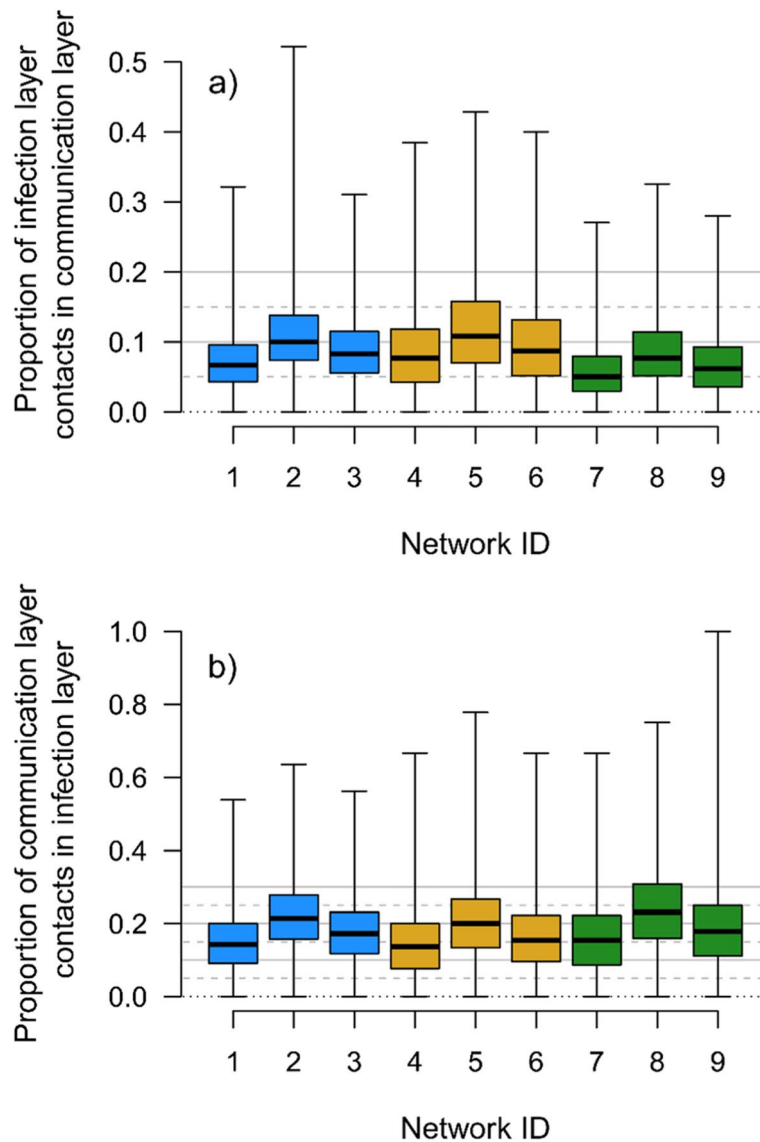 Proportion of infection layer
contacts in communication layer
a)
0.5
0.4
0.3
0.2
0.1
0.0
1 2 3 4 5 6 7 8 9
Network ID
Proportion of communication layer
contacts in infection layer
b)
1.0
0.8
0.6
0.4
0.2
0.0
1 2 3 4 5 6 7 8 9
Network ID